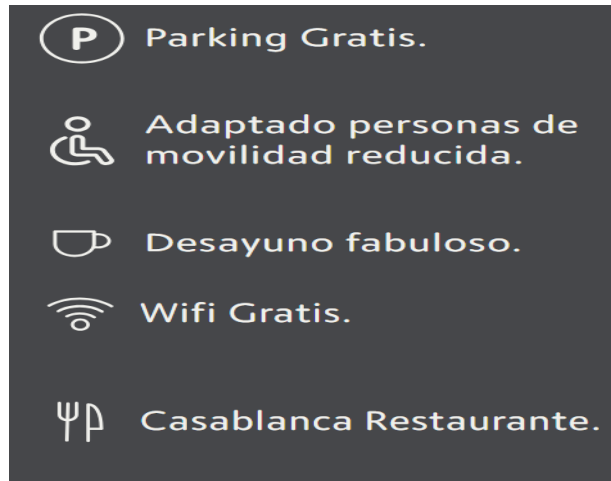 P
Parking Gratis.
Adaptado personas de
movilidad reducida.
Desayuno fabuloso.
Wifi Gratis.
Casablanca Restaurante.